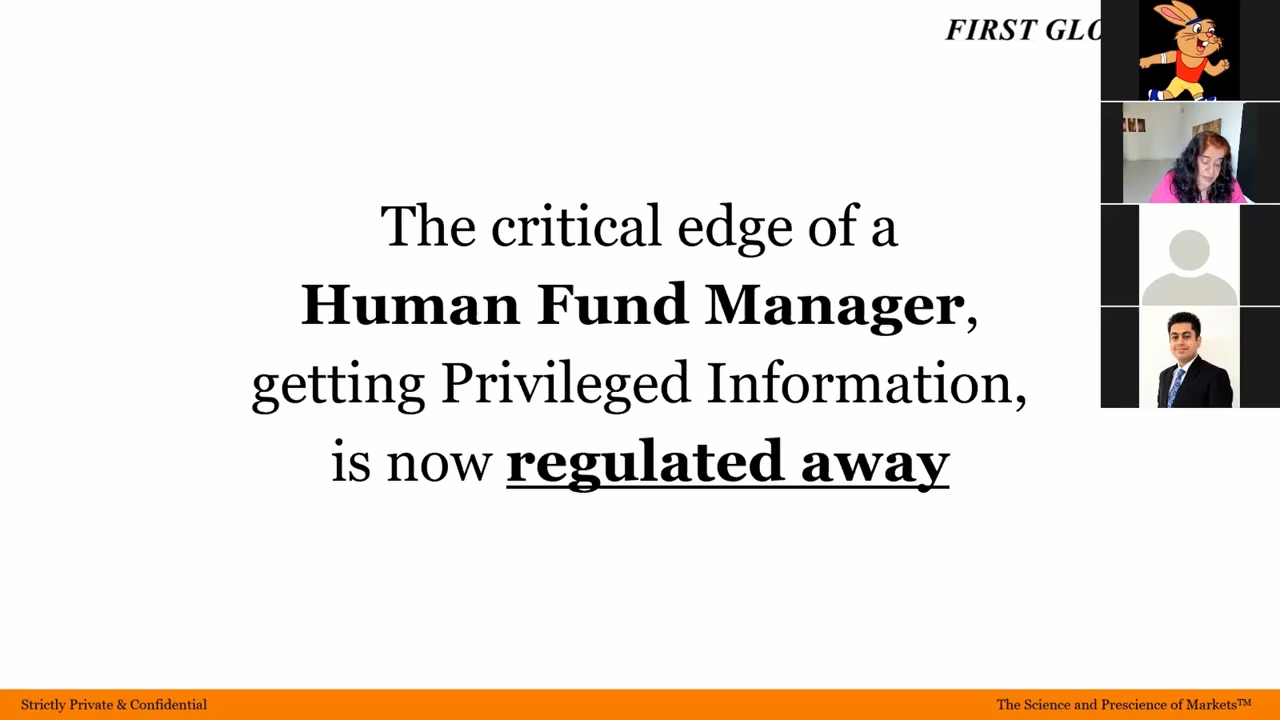 FIRST GLO
The critical edge of a
Human Fund Manager,
getting Privileged Information,
is now regulated away
Strictly Private & Confidential
The Science and Prescience of Markets™